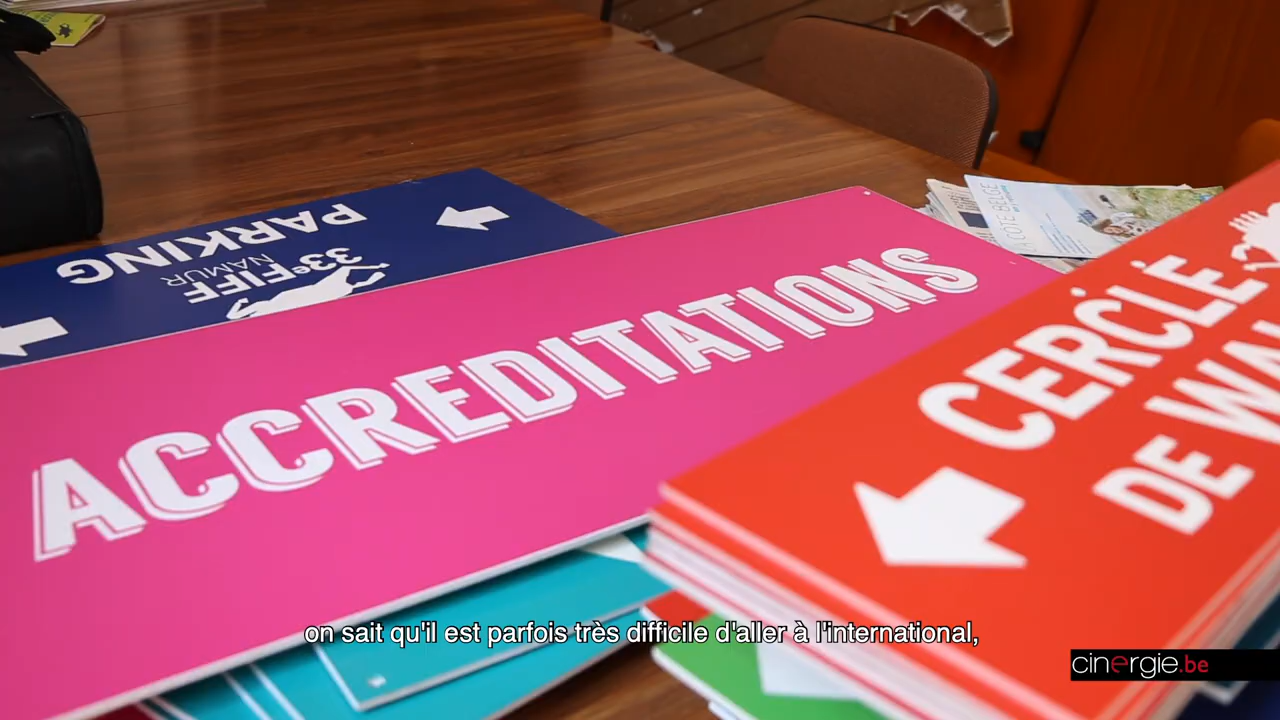 PARKING
33e FIFF
NAMUR
ACCREDITATIONS
LA CÔTE BELGE
CERCLE
DE WAL
on sait qu'il est parfois très difficile d'aller à l'international,
cinergie.be